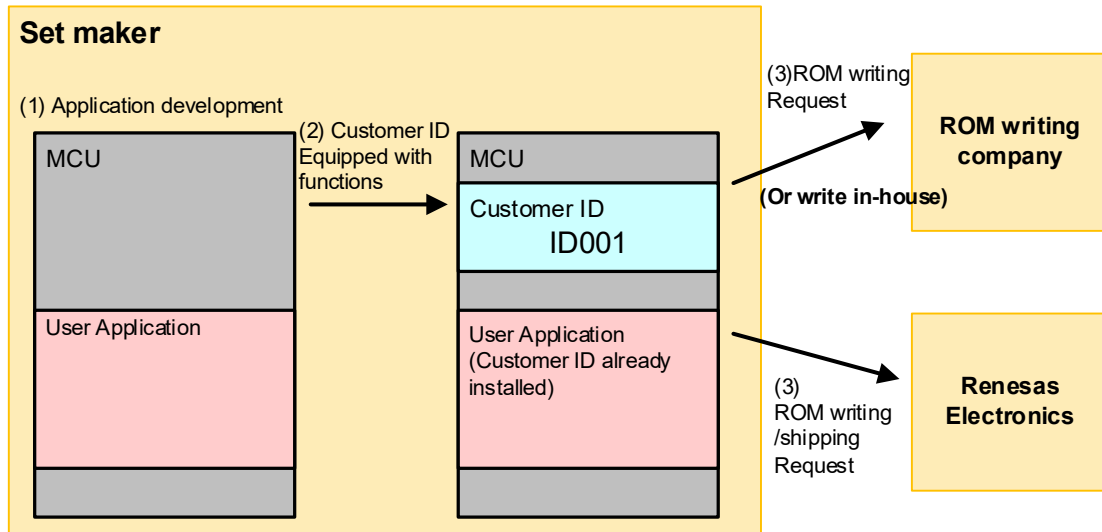 Set maker
(1) Application development
MCU
User Application
(2) Customer ID
Equipped with
functions
MCU
Customer ID
ID001
User Application
(Customer ID already
installed)
(3)ROM writing
Request
(Or write in-house)
ROM writing
company
(3)
ROM writing
/shipping
Request
Renesas
Electronics